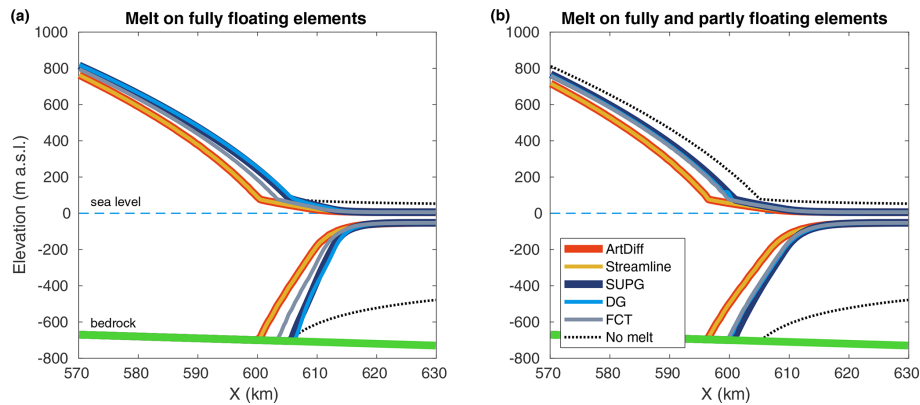 (a) Melt on fully floating elements
1000
800
600
400
200
0
-200
-400
-600
-800
Elevation (m a.s.l.)
sea level
bedrock
570 580 590 600 610 620 630
X (km)
(b) Melt on fully and partly floating elements
1000
800
600
400
200
0
-200
-400
-600
-800
ArtDiff
Streamline
SUPG
DG
FCT
No melt
570 580 590 600 610 620 630
X (km)